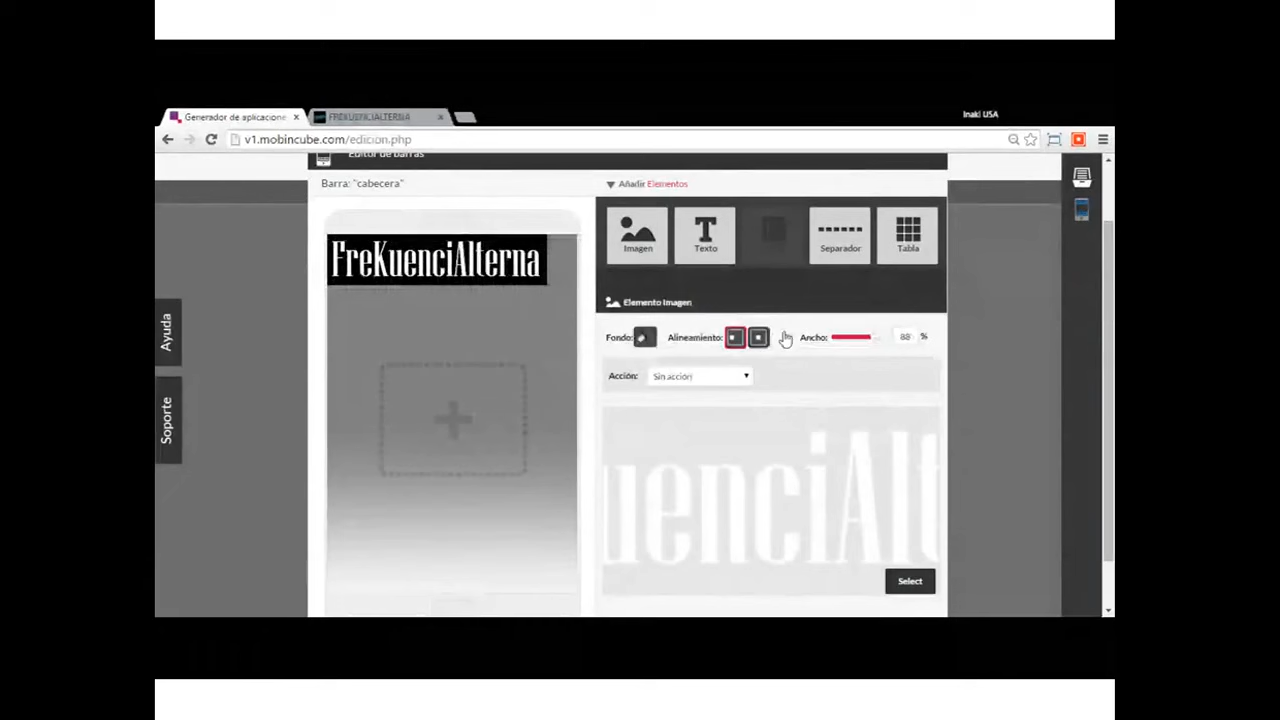 Inaki USA
Generador de aplicacione
FREKUENCIALTERNA
v1.mobincube.com/edicion.php
Editor de barras
Barra: "cabecera"
Añadir Elementos
Imagen
Texto
Separador
Tabla
FreKuenciAlterna
Elemento Imagen
Fondo:
Alineamiento:
Ancho:
88 %
Acción:
Sin acción
Ayuda
Soporte
uenciAlt
Select